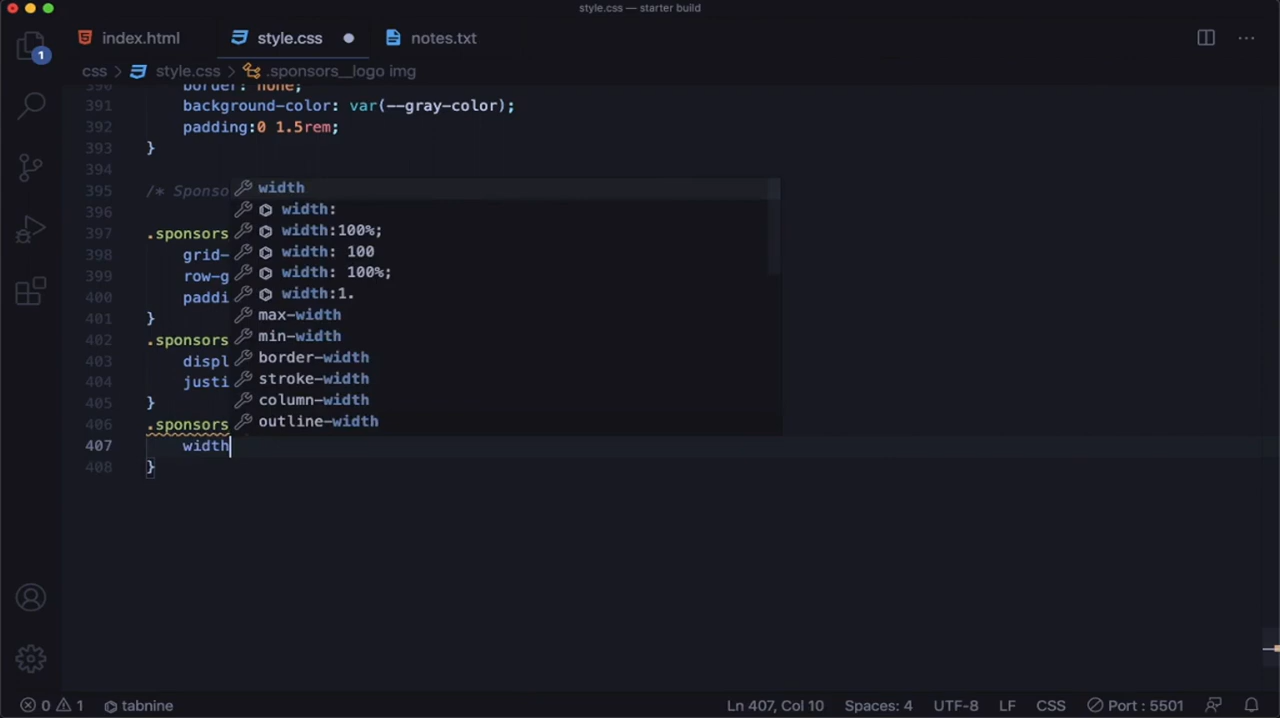 style.css — starter build
index.html
style.css
notes.txt
1
css > style.css > .sponsors__logo img
390 border: none;
391 background-color: var(--gray-color);
392 padding:0 1.5rem;
393 }
394
395 /* Sponso
396
397 .sponsors
398 grid-
399 row-g
400 paddi
401 }
402 .sponsors
403 displ
404 justi
405 }
406 .sponsors
407 width
408 }
width
width:
width:100%;
width: 100
width: 100%;
width:1.
max-width
min-width
border-width
stroke-width
column-width
outline-width
0 1 tabnine Ln 407, Col 10 Spaces: 4 UTF-8 LF CSS Port : 5501